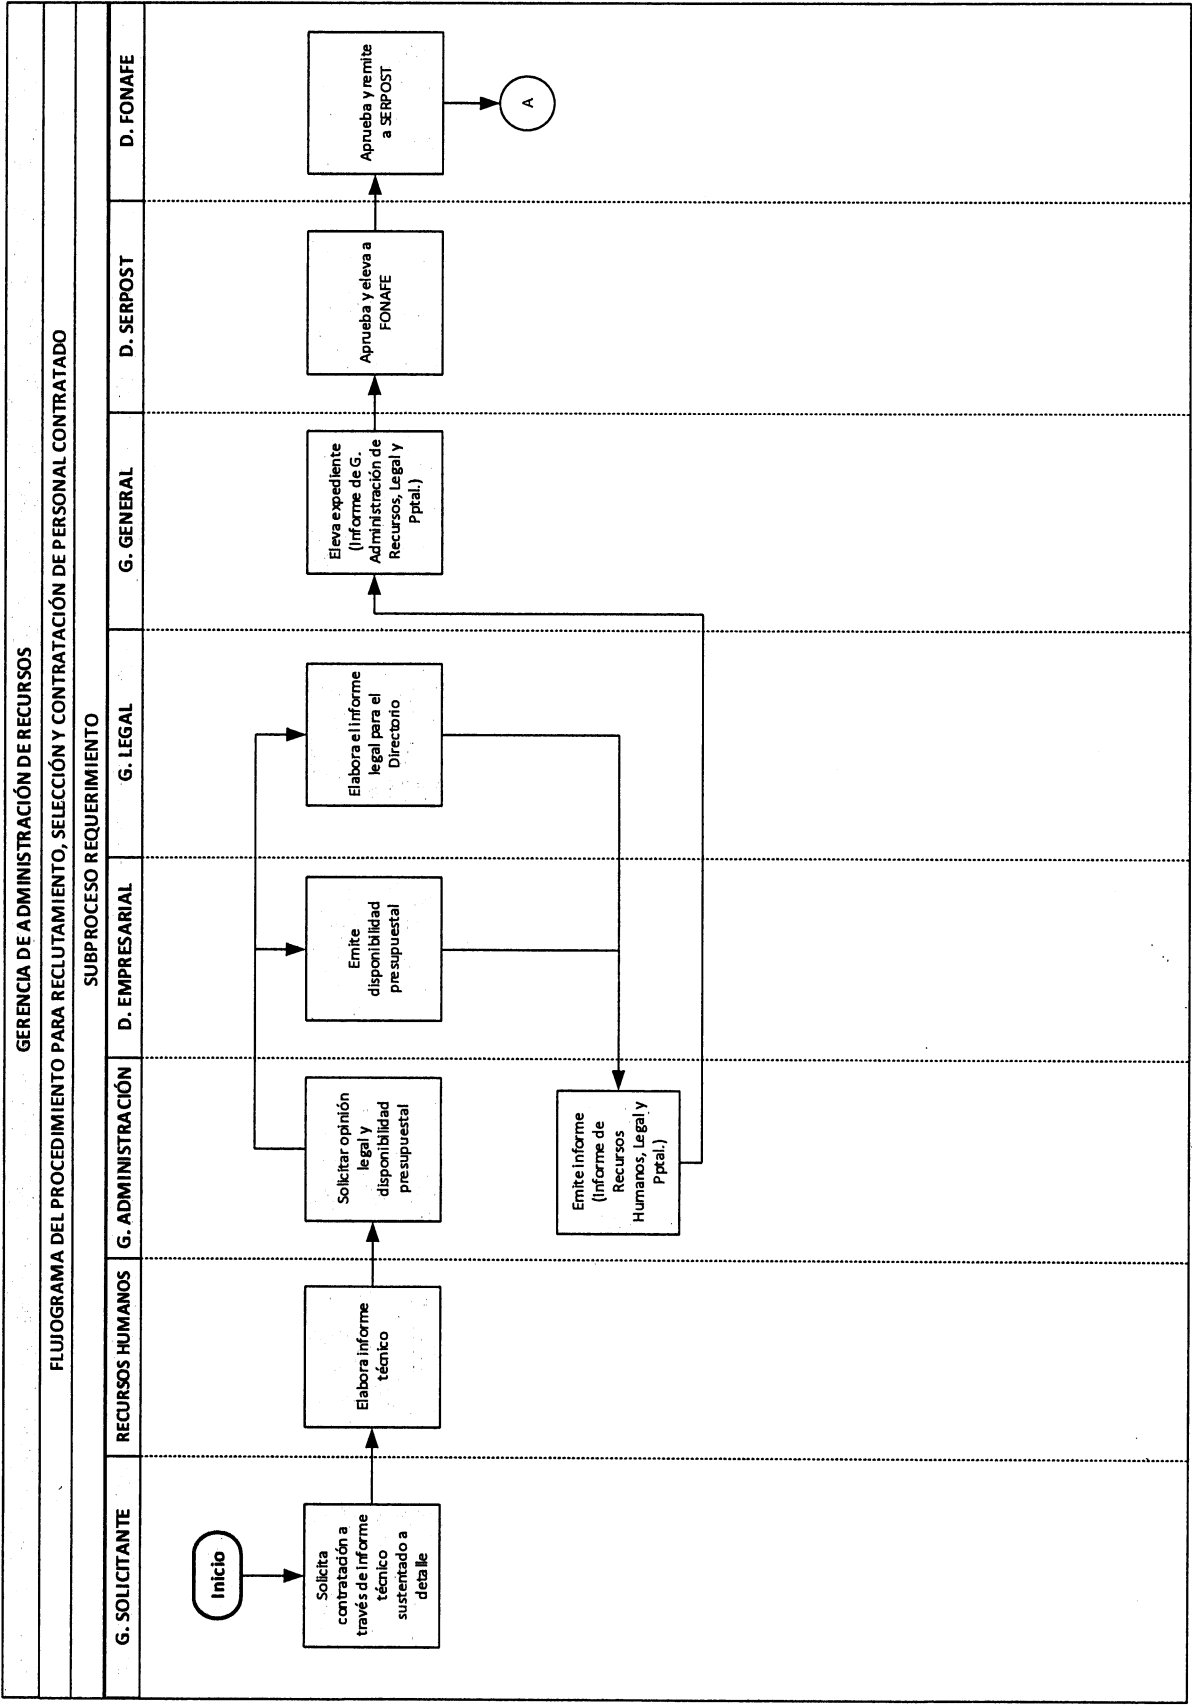 GERENCIA DE ADMINISTRACIÓN DE RECURSOS
FLUJOGRAMA DEL PROCEDIMIENTO PARA RECLUTAMIENTO, SELECCIÓN Y CONTRATACIÓN DE PERSONAL CONTRATADO
SUBPROCESO REQUERIMIENTO
G. SOLICITANTE
RECURSOS HUMANOS
G. ADMINISTRACIÓN
D. EMPRESARIAL
G. LEGAL
G. GENERAL
D. SERPOST
D. FONAFE
Inicio
Solicita
contratación a
través de informe
técnico
sustentado a
detalle
Elabora informe
técnico
Solicitar opinión
legal y
disponibilidad
presupuestal
Emite
disponibilidad
presupuestal
Elabora el informe
legal para el
Directorio
Emite informe
(Informe de
Recursos
Humanos, Legal y
Pptal.)
Eleva expediente
(Informe de G.
Administración de
Recursos, Legal y
Pptal.)
Aprueba y eleva a
FONAFE
Aprueba y remite
a SERPOST
A